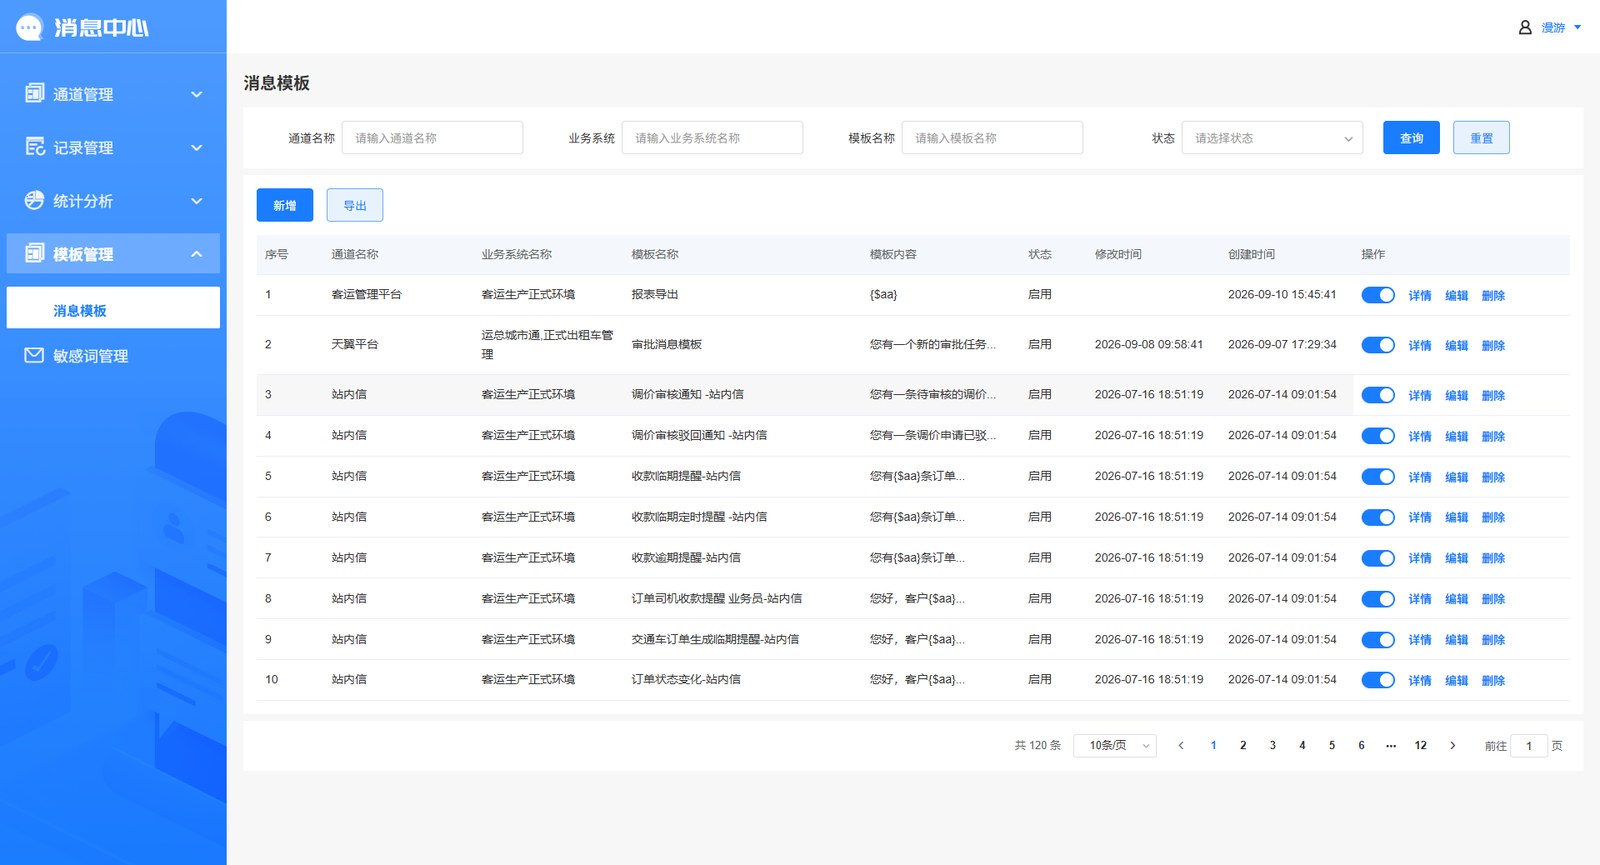 消息中心
漫游
通道管理
记录管理
统计分析
模板管理
消息模板
敏感词管理
消息模板
通道名称 请输入通道名称 业务系统 请输入业务系统名称 模板名称 请输入模板名称 状态 请选择状态 查询 重置
新增 导出
序号 通道名称 业务系统名称 模板名称 模板内容 状态 修改时间 创建时间 操作
1 客运管理平台 客运生产正式环境 报表导出 {$aa} 启用 2026-09-10 15:45:41 详情 编辑 删除
2 天翼平台 运总城市通,正式出租车管理 审批消息模板 您有一个新的审批任务... 启用 2026-09-08 09:58:41 2026-09-07 17:29:34 详情 编辑 删除
3 站内信 客运生产正式环境 调价审核通知 -站内信 您有一条待审核的调价... 启用 2026-07-16 18:51:19 2026-07-14 09:01:54 详情 编辑 删除
4 站内信 客运生产正式环境 调价审核驳回通知 -站内信 您有一条调价申请已驳... 启用 2026-07-16 18:51:19 2026-07-14 09:01:54 详情 编辑 删除
5 站内信 客运生产正式环境 收款临期提醒-站内信 您有{$aa}条订单... 启用 2026-07-16 18:51:19 2026-07-14 09:01:54 详情 编辑 删除
6 站内信 客运生产正式环境 收款临期定时提醒 -站内信 您有{$aa}条订单... 启用 2026-07-16 18:51:19 2026-07-14 09:01:54 详情 编辑 删除
7 站内信 客运生产正式环境 收款逾期提醒-站内信 您有{$aa}条订单... 启用 2026-07-16 18:51:19 2026-07-14 09:01:54 详情 编辑 删除
8 站内信 客运生产正式环境 订单司机收款提醒 业务员-站内信 您好，客户{$aa}... 启用 2026-07-16 18:51:19 2026-07-14 09:01:54 详情 编辑 删除
9 站内信 客运生产正式环境 交通车订单生成临期提醒-站内信 您好，客户{$aa}... 启用 2026-07-16 18:51:19 2026-07-14 09:01:54 详情 编辑 删除
10 站内信 客运生产正式环境 订单状态变化-站内信 您好，客户{$aa}... 启用 2026-07-16 18:51:19 2026-07-14 09:01:54 详情 编辑 删除
共 120 条 10条/页 1 2 3 4 5 6 ... 12 前往 1 页